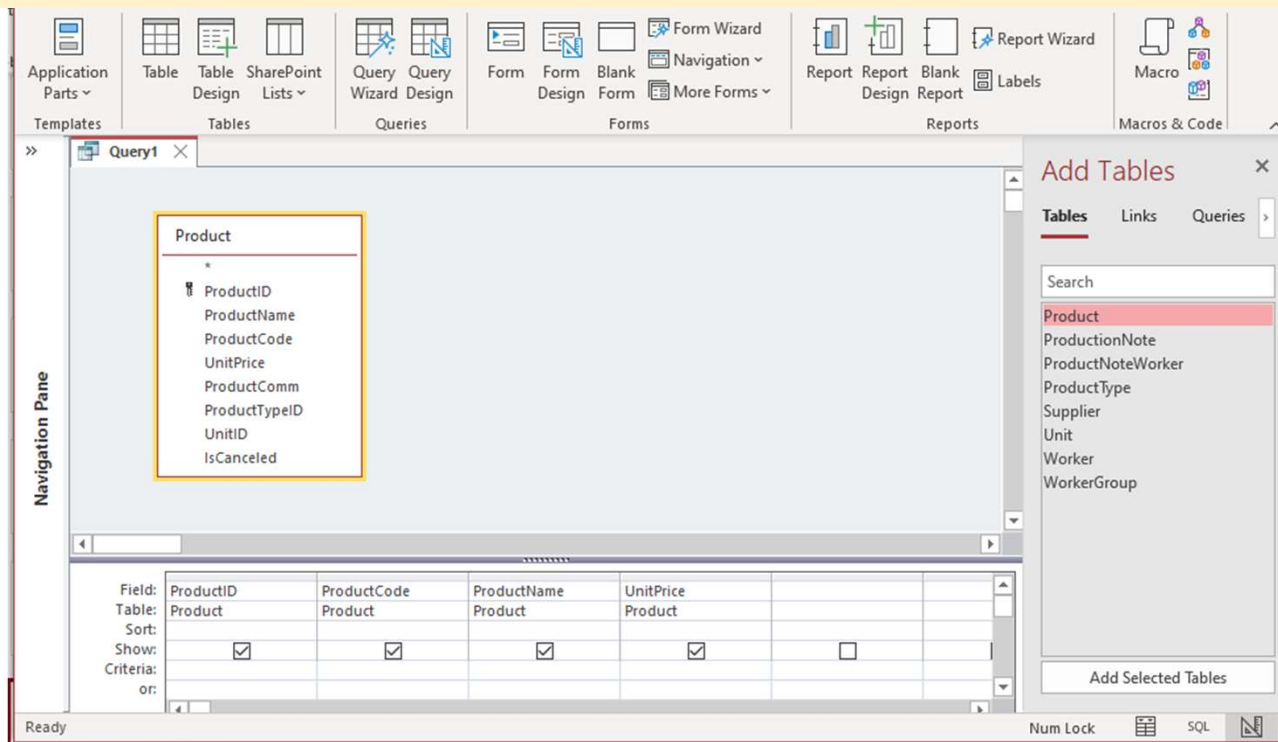 Application Parts
Table
Table Design
SharePoint Lists
Query Wizard
Query Design
Form
Form Design
Blank Form
Form Wizard
Navigation
More Forms
Report
Report Design
Blank Report
Report Wizard
Labels
Macro
Templates
Tables
Queries
Forms
Reports
Macros & Code
»
Query1
Navigation Pane
Product
*
ProductID
ProductName
ProductCode
UnitPrice
ProductComm
ProductTypeID
UnitID
IsCanceled
Add Tables
Tables Links Queries
Search
Product
ProductionNote
ProductNoteWorker
ProductType
Supplier
Unit
Worker
WorkerGroup
Add Selected Tables
Field: ProductID ProductCode ProductName UnitPrice
Table: Product Product Product Product
Sort:
Show:
Criteria:
or:
Ready
Num Lock
SQL